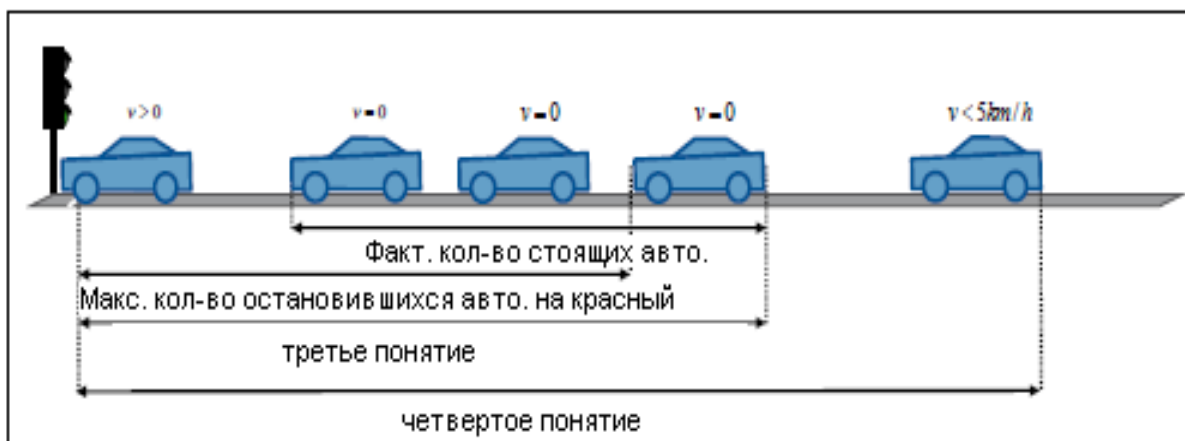 v>0 v=0 v=0 v=0 v<5km/h
Факт. кол-во стоящих авто.
Макс. кол-во остановившихся авто. на красный
третье понятие
четвертое понятие